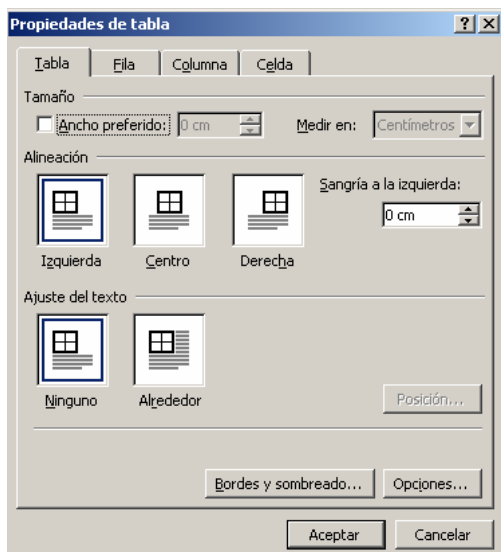 Propiedades de tabla
Tabla Fila Columna Celda
Tamaño
Ancho preferido: 0 cm Medir en: Centímetros
Alineación
Sangría a la izquierda:
0 cm
Izquierda Centro Derecha
Ajuste del texto
Ninguno Alrededor Posición...
Bordes y sombreado... Opciones...
Aceptar Cancelar